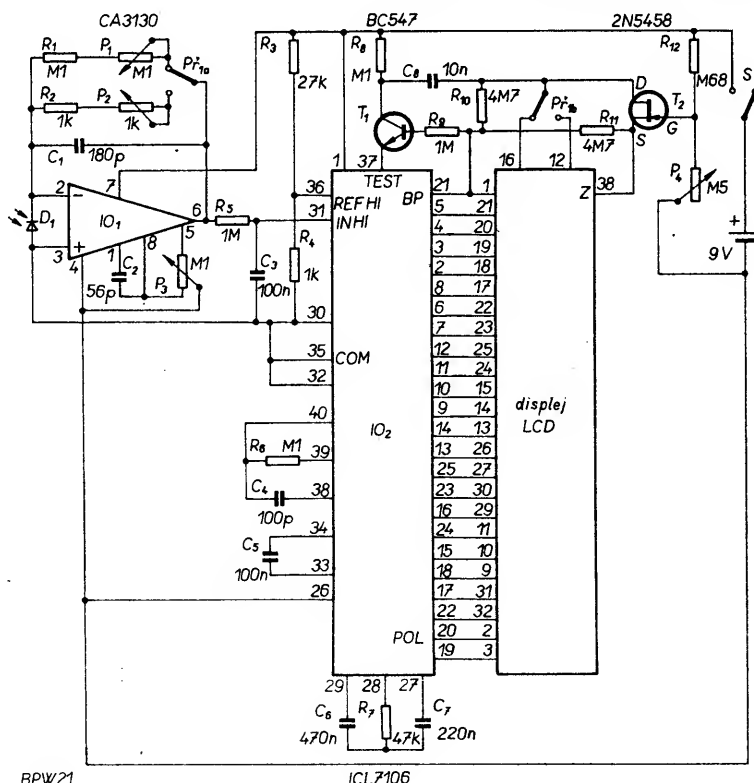 CA3130 BC547 2N5458
R1 M1 P1 M1 Př.1a
R2 1k P2 1k
C1 180p
R3 27k
R8 M1
C8 10n
R10 4M7
Př.1b
R12 M68
S
D
T2
G
S
T1
R9 1M
R11 4M7
P4 M5
9V
2 − 7 6
D1 IO1 5
3 + 4 1 8
R5 1M
C2 56p
P3 M1
C3 100n
R4 1k
1 37 TEST
36 REF HI
31 IN HI
30
35 COM
32
40
R6 M1 39
C4 100p 38
34
C5 100n 33
26
IO2
16 12
Z 38
displej
LCD
BP 21 1
5 21
4 20
3 19
2 18
8 17
6 22
7 23
12 25
11 24
10 15
9 14
14 13
13 26
25 27
23 30
16 29
24 11
15 10
18 9
17 31
22 32
POL 20 2
19 3
29 28 27
C6 470n
R7 47k
C7 220n
BPW21 ICL7106